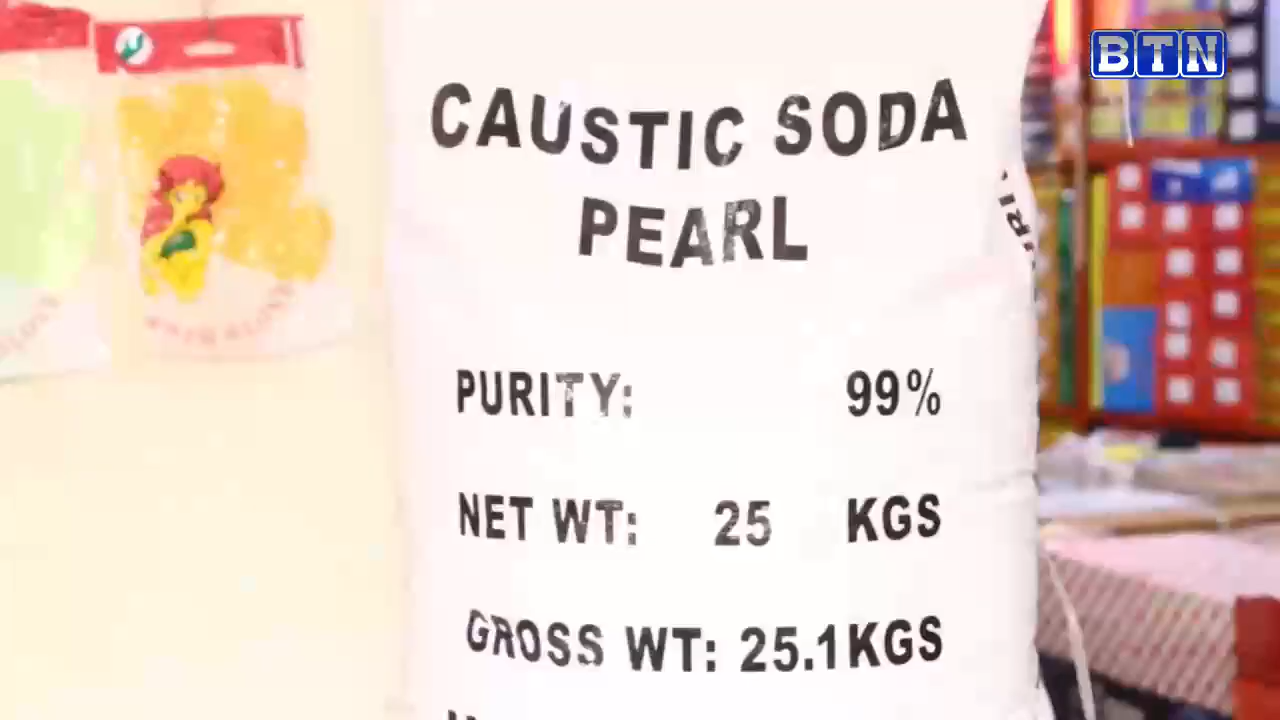 BTN
CAUSTIC SODA
PEARL
PURITY: 99%
NET WT: 25 KGS
GROSS WT: 25.1KGS